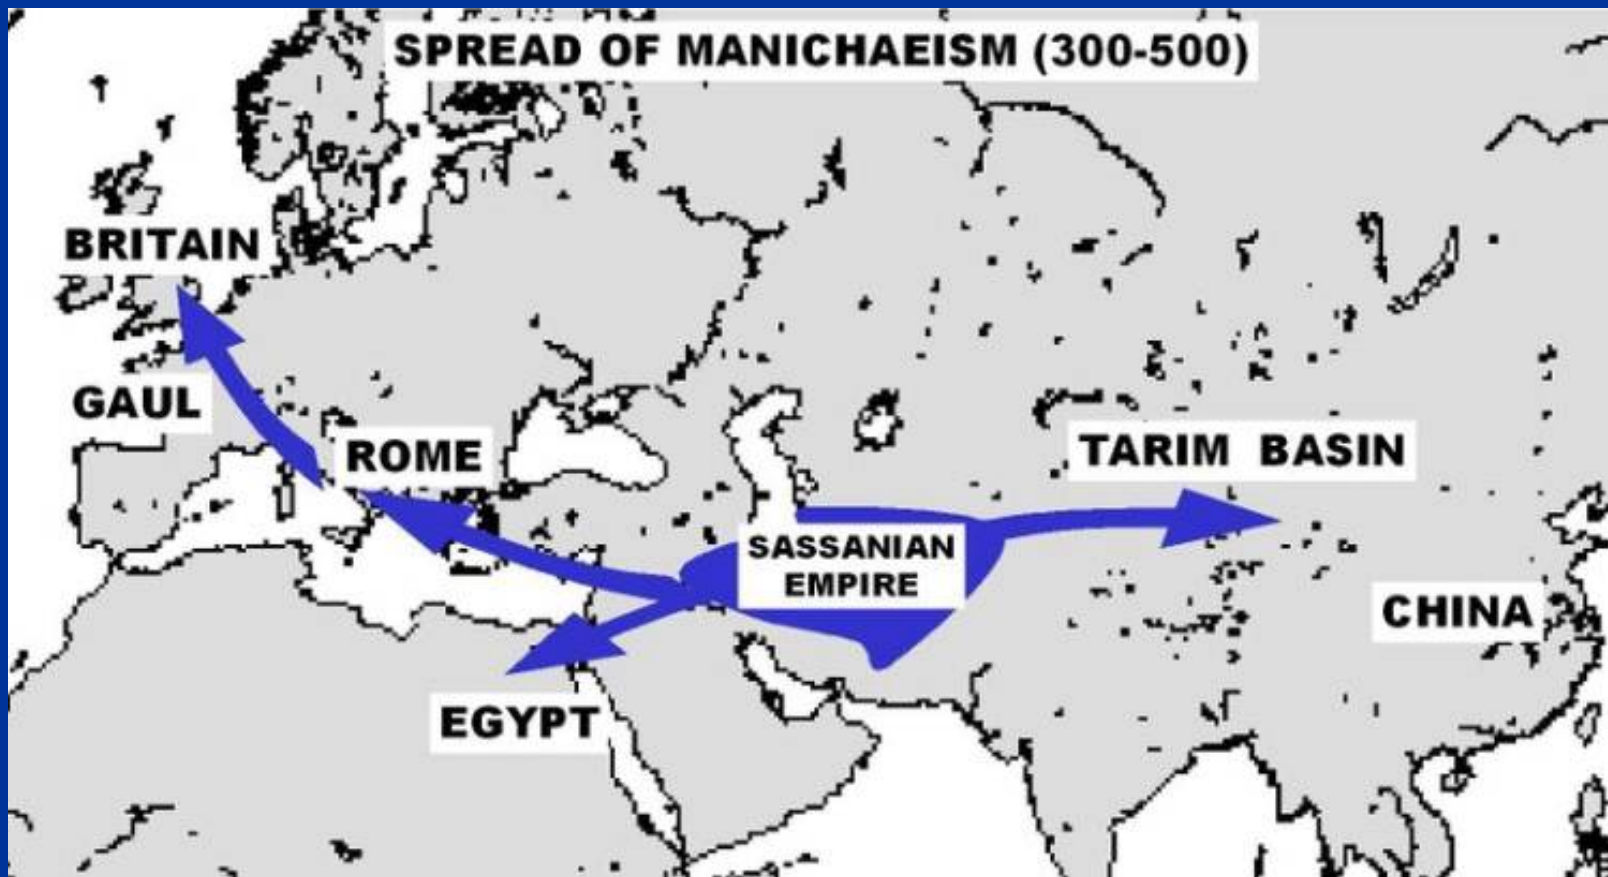 SPREAD OF MANICHAEISM (300-500)
BRITAIN
GAUL
ROME
TARIM BASIN
SASSANIAN
EMPIRE
CHINA
EGYPT